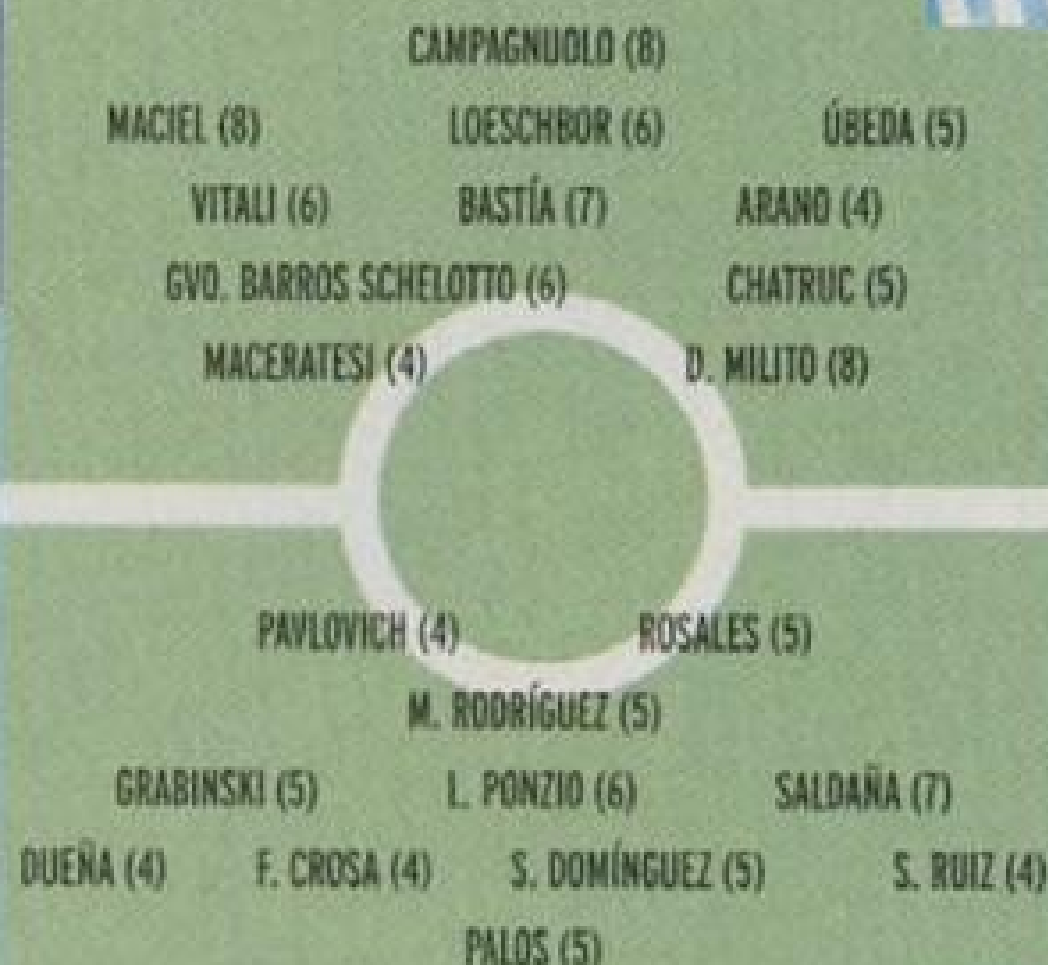 CAMPAGNUOLO (8)
MACIEL (8) LOESCHBOR (6) ÚBEDA (5)
VITALI (6) BASTÍA (7) ARANO (4)
GVO. BARROS SCHELOTTO (6) CHATRUC (5)
MACERATESI (4) D. MILITO (8)
PAVLOVICH (4) ROSALES (5)
M. RODRÍGUEZ (5)
GRABINSKI (5) L. PONZIO (6) SALDAÑA (7)
DUEÑA (4) F. CROSA (4) S. DOMÍNGUEZ (5) S. RUIZ (4)
PALOS (5)